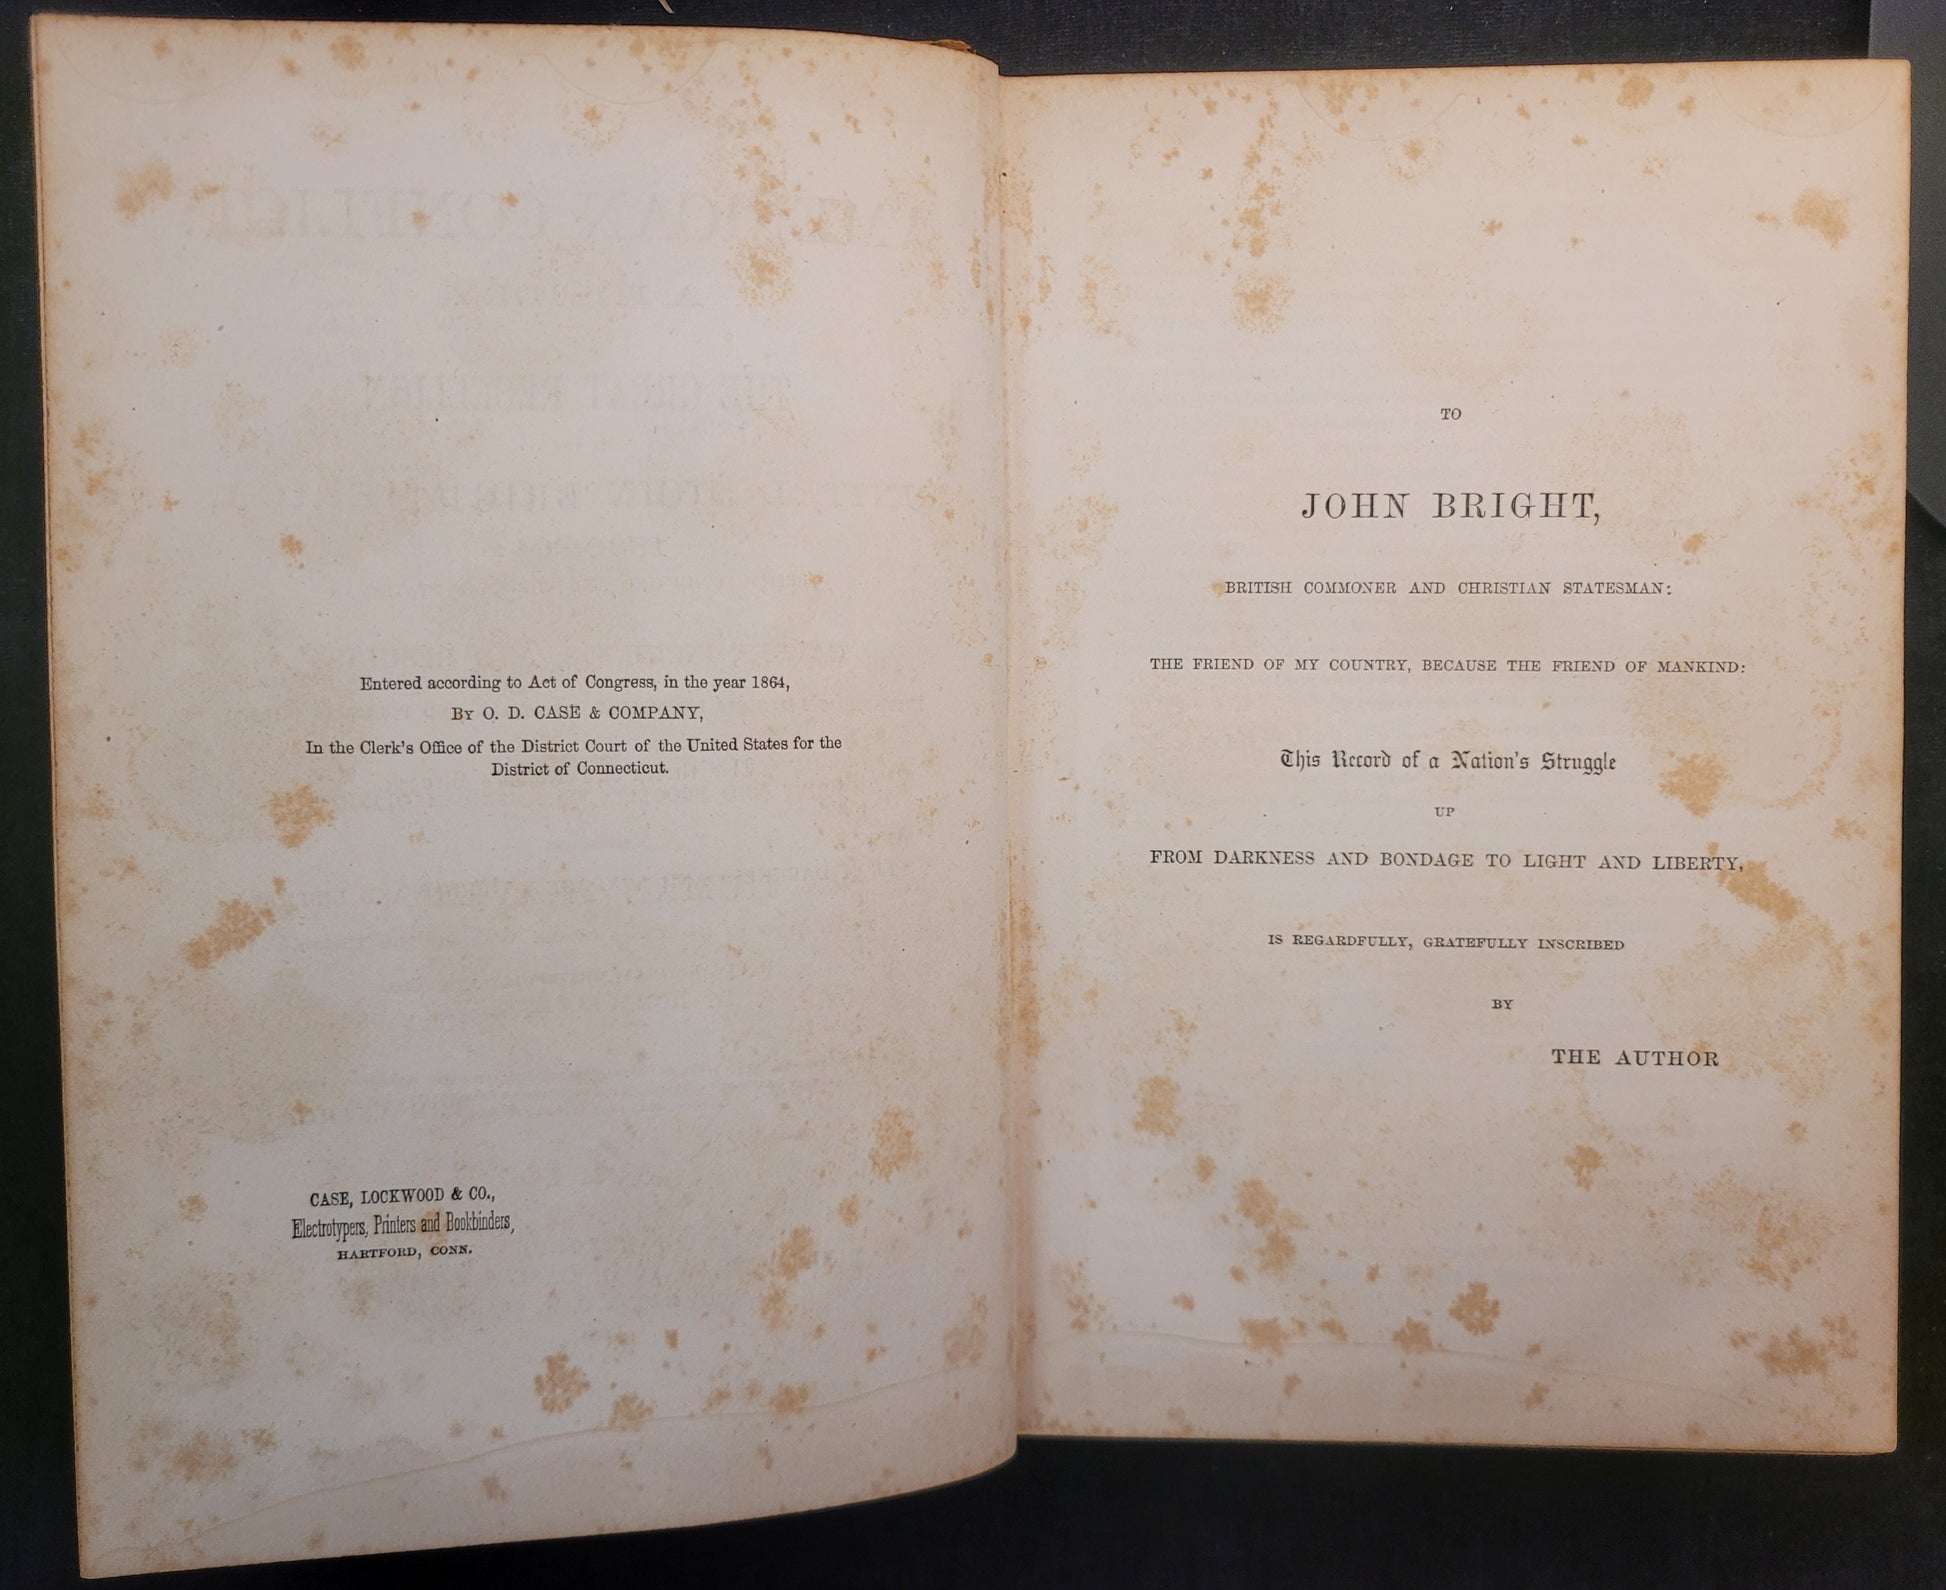 Entered according to Act of Congress, in the year 1864,
BY O. D. CASE & COMPANY,
In the Clerk's Office of the District Court of the United States for the
District of Connecticut.
CASE, LOCKWOOD & CO.,
Electrotypers, Printers and Bookbinders,
HARTFORD, CONN.
TO
JOHN BRIGHT,
BRITISH COMMONER AND CHRISTIAN STATESMAN:
THE FRIEND OF MY COUNTRY, BECAUSE THE FRIEND OF MANKIND:
This Record of a Nation's Struggle
UP
FROM DARKNESS AND BONDAGE TO LIGHT AND LIBERTY,
IS REGARDFULLY, GRATEFULLY INSCRIBED
BY
THE AUTHOR